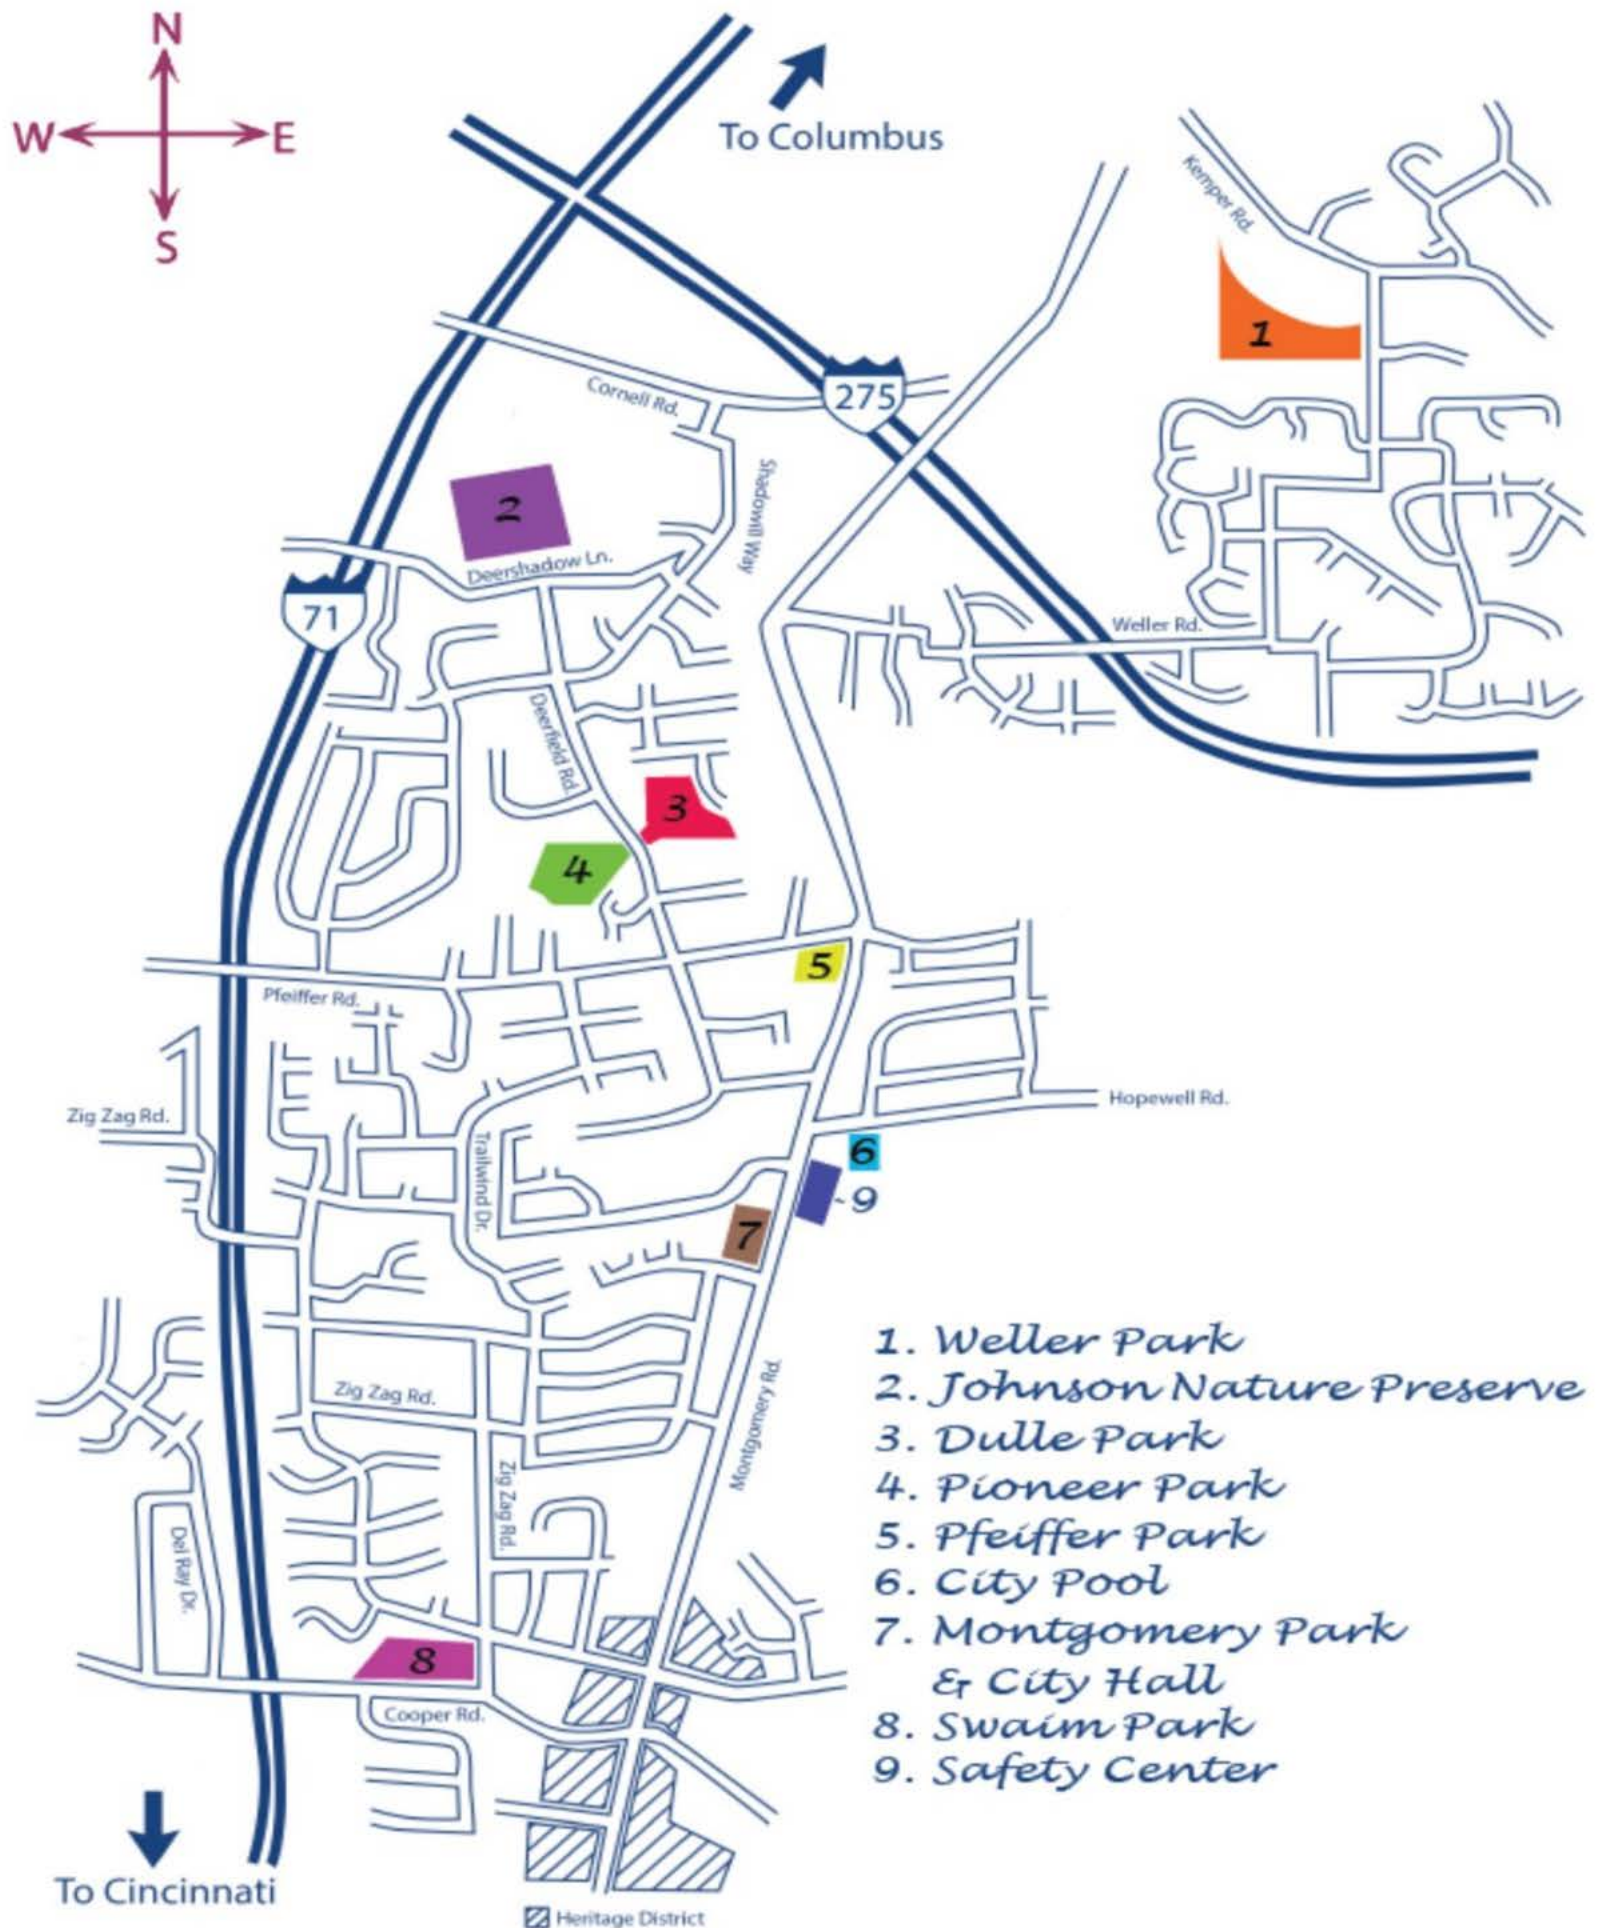 N
W E
S
To Columbus
Kemper Rd.
1
275
Cornell Rd.
Shadowill Way
2
Deershadow Ln.
71
Weller Rd.
Deerfield Rd.
3
4
5
Pfeiffer Rd.
Hopewell Rd.
Zig Zag Rd.
Trailwind Dr.
6
9
7
1. Weller Park
2. Johnson Nature Preserve
3. Dulle Park
4. Pioneer Park
5. Pfeiffer Park
6. City Pool
7. Montgomery Park
& City Hall
8. Swaim Park
9. Safety Center
Zig Zag Rd.
Montgomery Rd.
Zig Zag Rd.
Del Ray Dr.
8
Cooper Rd.
To Cincinnati
Heritage District